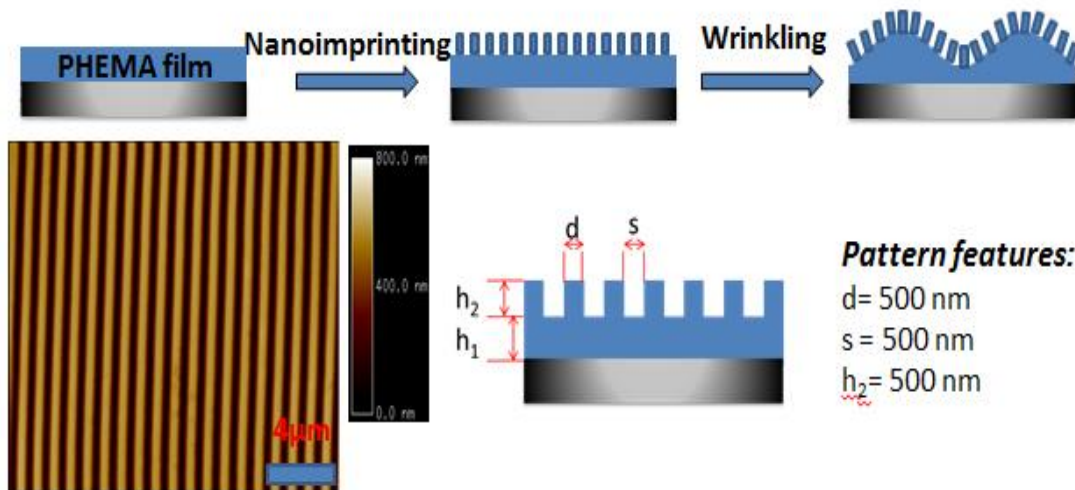 Nanoimprinting
Wrinkling
PHEMA film
800.0 nm
400.0 nm
0.0 nm
4μm
d
s
h₂
h₁
Pattern features:
d= 500 nm
s = 500 nm
h₂= 500 nm